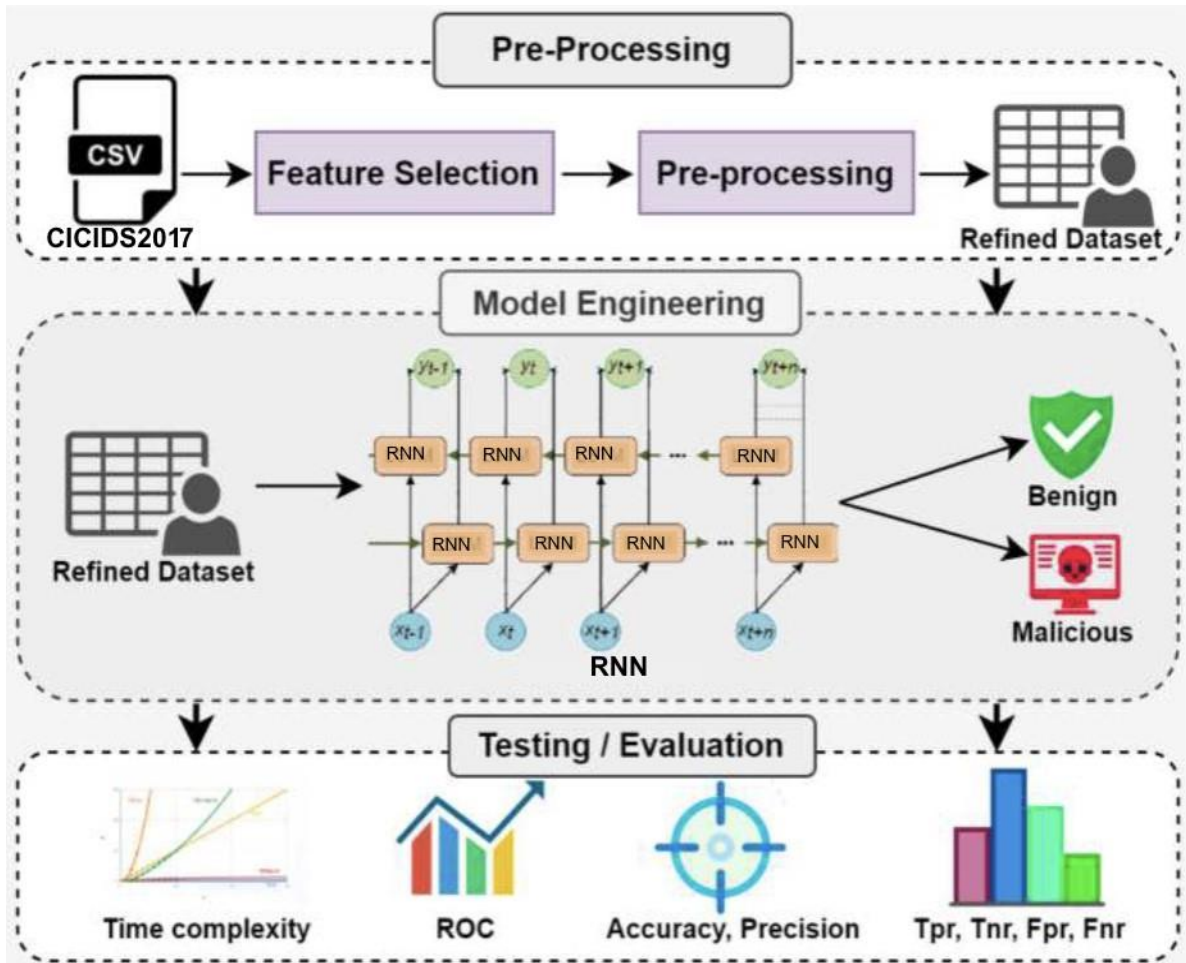 Pre-Processing
CSV
Feature Selection
Pre-processing
CICIDS2017
Refined Dataset
Model Engineering
yt-1
yt
yt+1
yt+n
RNN
RNN
RNN
...
RNN
Benign
RNN
RNN
RNN
...
RNN
Refined Dataset
xt-1
xt
xt+1
xt+n
Malicious
RNN
Testing / Evaluation
Time complexity
ROC
Accuracy, Precision
Tpr, Tnr, Fpr, Fnr